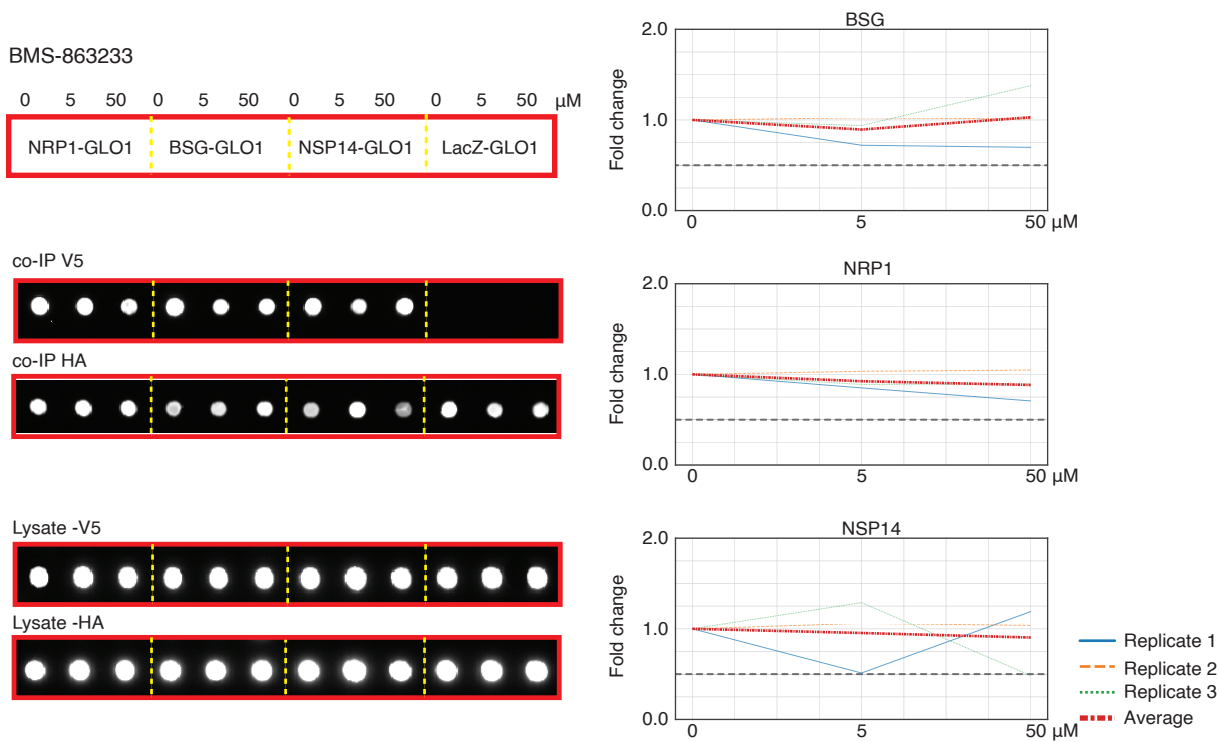 BMS-863233
0 5 50 0 5 50 0 5 50 0 5 50 µM
NRP1-GLO1 BSG-GLO1 NSP14-GLO1 LacZ-GLO1
co-IP V5
co-IP HA
Lysate -V5
Lysate -HA
BSG
2.0
1.0
0.0
Fold change
0 5 50 µM
NRP1
2.0
1.0
0.0
Fold change
0 5 50 µM
NSP14
2.0
1.0
0.0
Fold change
0 5 50 µM
Replicate 1
Replicate 2
Replicate 3
Average